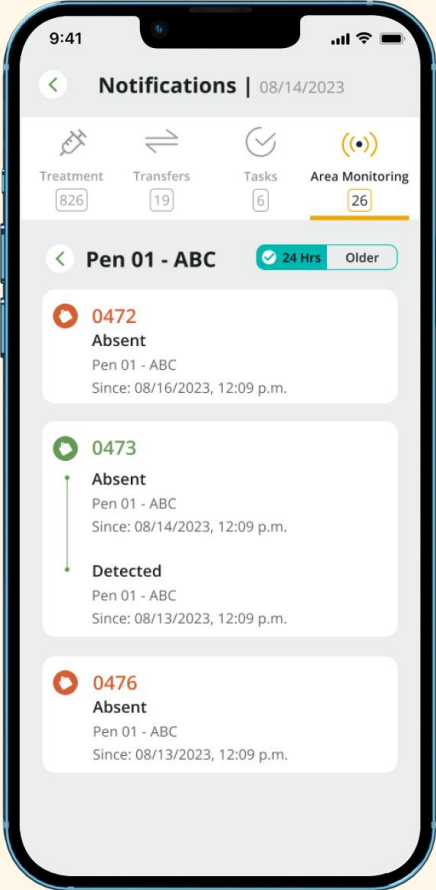 9:41
Notifications | 08/14/2023
Treatment Transfers Tasks Area Monitoring
826 19 6 26
Pen 01 - ABC 24 Hrs Older
0472
Absent
Pen 01 - ABC
Since: 08/16/2023, 12:09 p.m.
0473
Absent
Pen 01 - ABC
Since: 08/14/2023, 12:09 p.m.
Detected
Pen 01 - ABC
Since: 08/13/2023, 12:09 p.m.
0476
Absent
Pen 01 - ABC
Since: 08/13/2023, 12:09 p.m.